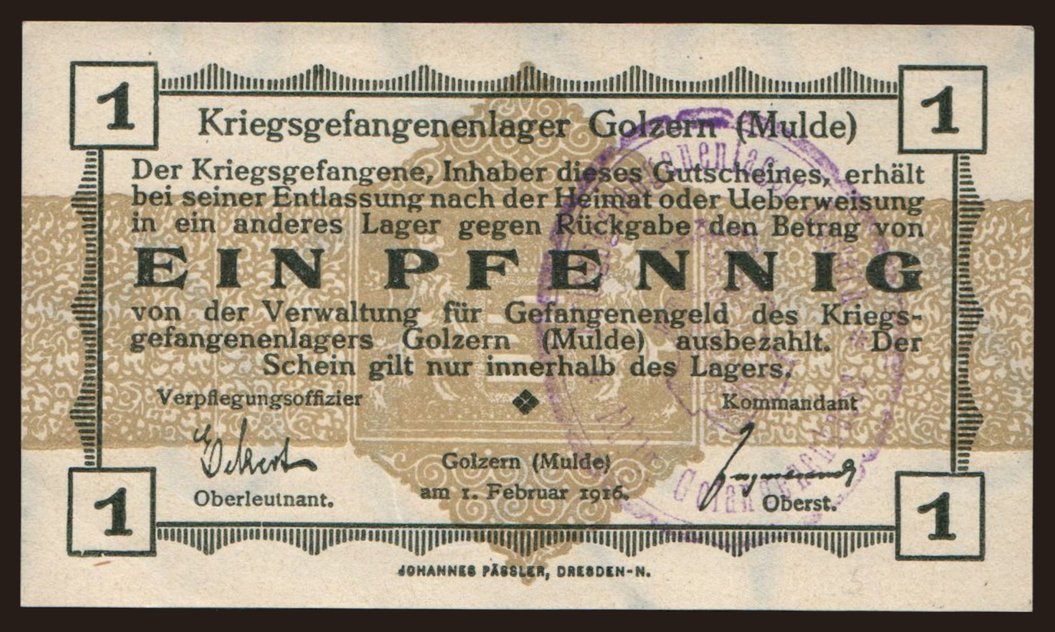 1 1
Kriegsgefangenenlager Golzern (Mulde)
Der Kriegsgefangene, Inhaber dieses Gutscheines, erhält
bei seiner Entlassung nach der Heimat oder Ueberweisung
in ein anderes Lager gegen Rückgabe den Betrag von
EIN PFENNIG
von der Verwaltung für Gefangenengeld des Kriegs-
gefangenenlagers Golzern (Mulde) ausbezahlt. Der
Schein gilt nur innerhalb des Lagers.
Verpflegungsoffizier Kommandant
Eckert
Golzern (Mulde)
Oberleutnant. am 1. Februar 1916. Oberst.
1 1
JOHANNES PÄSSLER, DRESDEN-N.